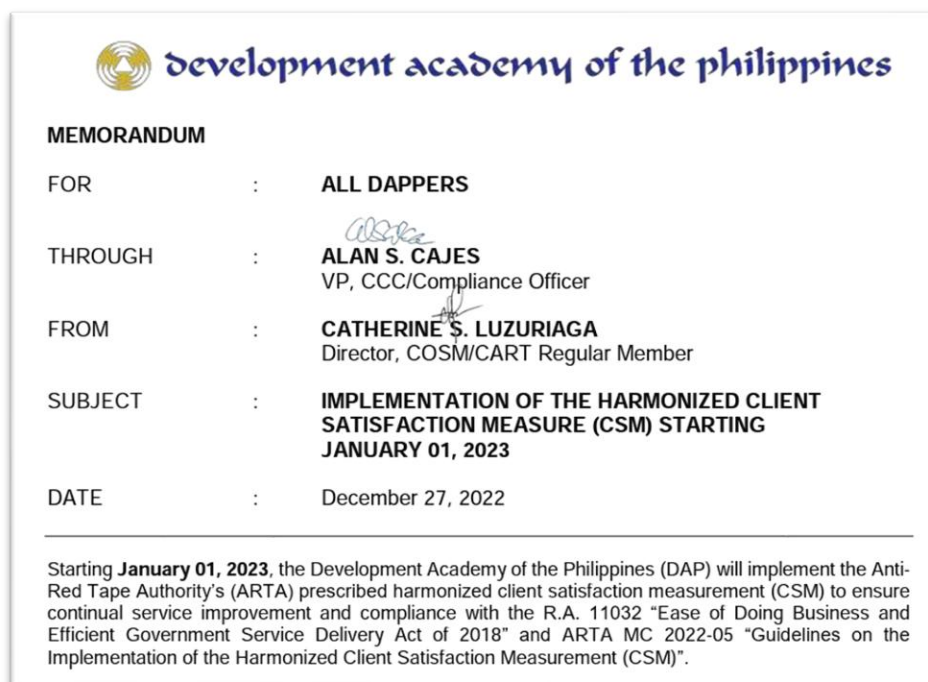 development academy of the philippines
MEMORANDUM
FOR : ALL DAPPERS
THROUGH : ALAN S. CAJES
VP, CCC/Compliance Officer
FROM : CATHERINE S. LUZURIAGA
Director, COSM/CART Regular Member
SUBJECT : IMPLEMENTATION OF THE HARMONIZED CLIENT
SATISFACTION MEASURE (CSM) STARTING
JANUARY 01, 2023
DATE : December 27, 2022
Starting January 01, 2023, the Development Academy of the Philippines (DAP) will implement the Anti-
Red Tape Authority's (ARTA) prescribed harmonized client satisfaction measurement (CSM) to ensure
continual service improvement and compliance with the R.A. 11032 “Ease of Doing Business and
Efficient Government Service Delivery Act of 2018” and ARTA MC 2022-05 “Guidelines on the
Implementation of the Harmonized Client Satisfaction Measurement (CSM)”.